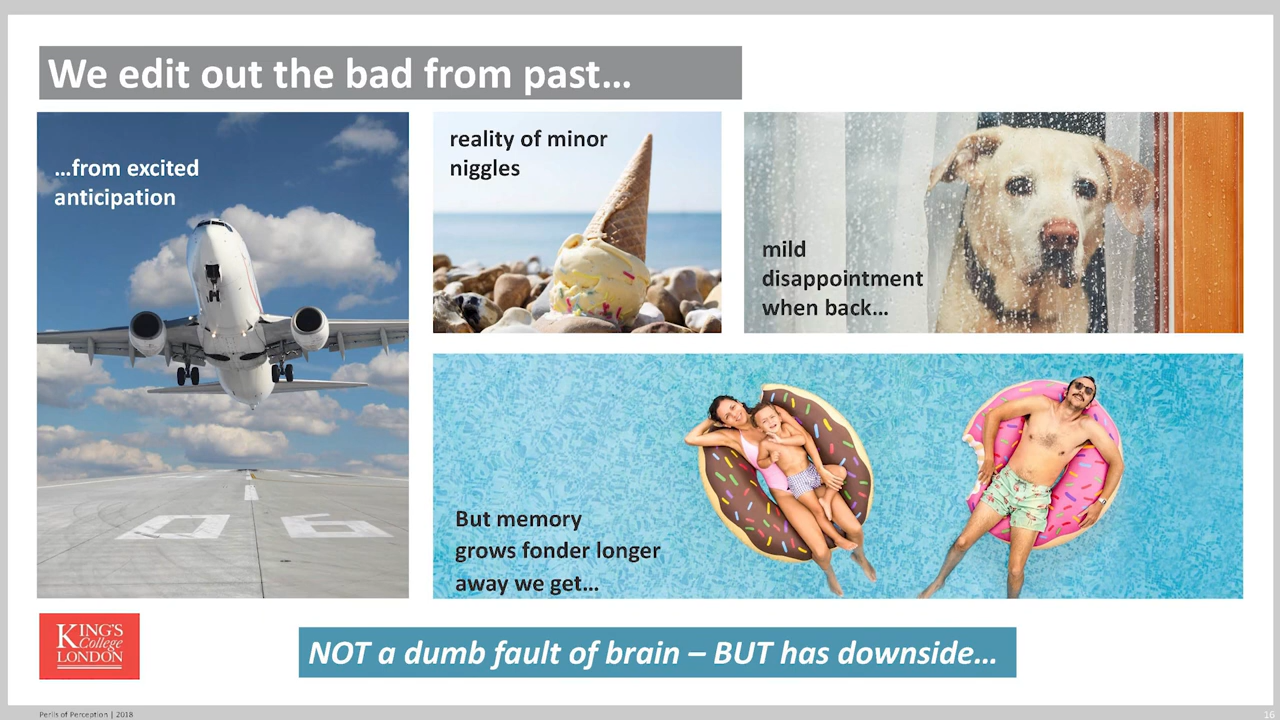 We edit out the bad from past...
...from excited
anticipation
reality of minor
niggles
mild
disappointment
when back...
But memory
grows fonder longer
away we get...
06
KING'S
College
LONDON
NOT a dumb fault of brain – BUT has downside...
Perils of Perception | 2018
16